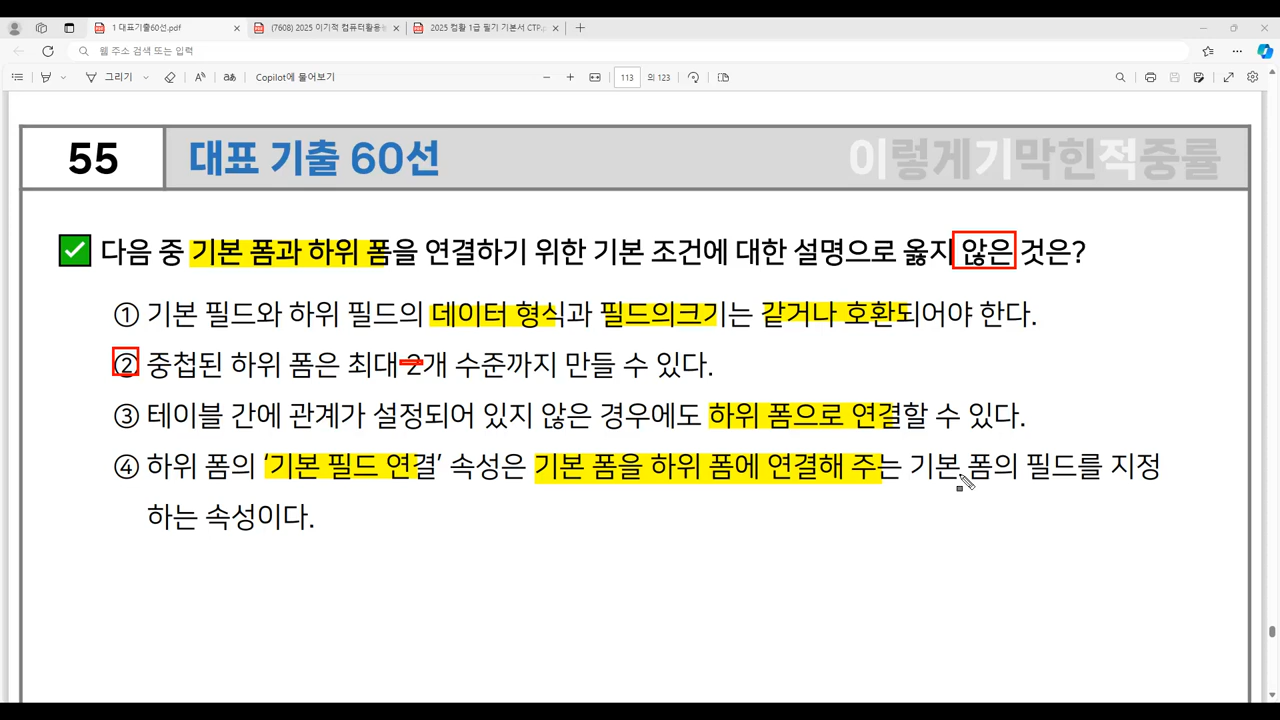 1 대표기출60선.pdf
(7608) 2025 이기적 컴퓨터활용능
2025 컴활 1급 필기 기본서 CTP.
웹 주소 검색 또는 입력
그리기
Copilot에 물어보기
113
의 123
55
대표 기출 60선
이렇게기막힌적중률
다음 중 기본 폼과 하위 폼을 연결하기 위한 기본 조건에 대한 설명으로 옳지 않은 것은?
① 기본 필드와 하위 필드의 데이터 형식과 필드의크기는 같거나 호환되어야 한다.
② 중첩된 하위 폼은 최대 2개 수준까지 만들 수 있다.
③ 테이블 간에 관계가 설정되어 있지 않은 경우에도 하위 폼으로 연결할 수 있다.
④ 하위 폼의 ‘기본 필드 연결’ 속성은 기본 폼을 하위 폼에 연결해 주는 기본 폼의 필드를 지정
하는 속성이다.